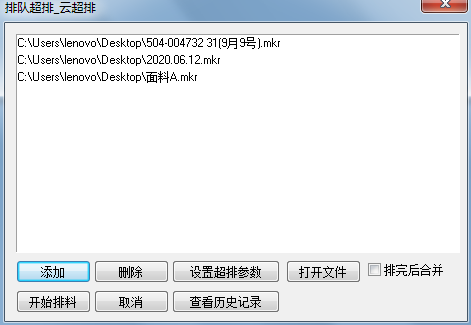 排队超排_云超排
C:\Users\lenovo\Desktop\504-004732 31(9月9号).mkr
C:\Users\lenovo\Desktop\2020.06.12.mkr
C:\Users\lenovo\Desktop\面料A.mkr
添加 删除 设置超排参数 打开文件 排完后合并
开始排料 取消 查看历史记录